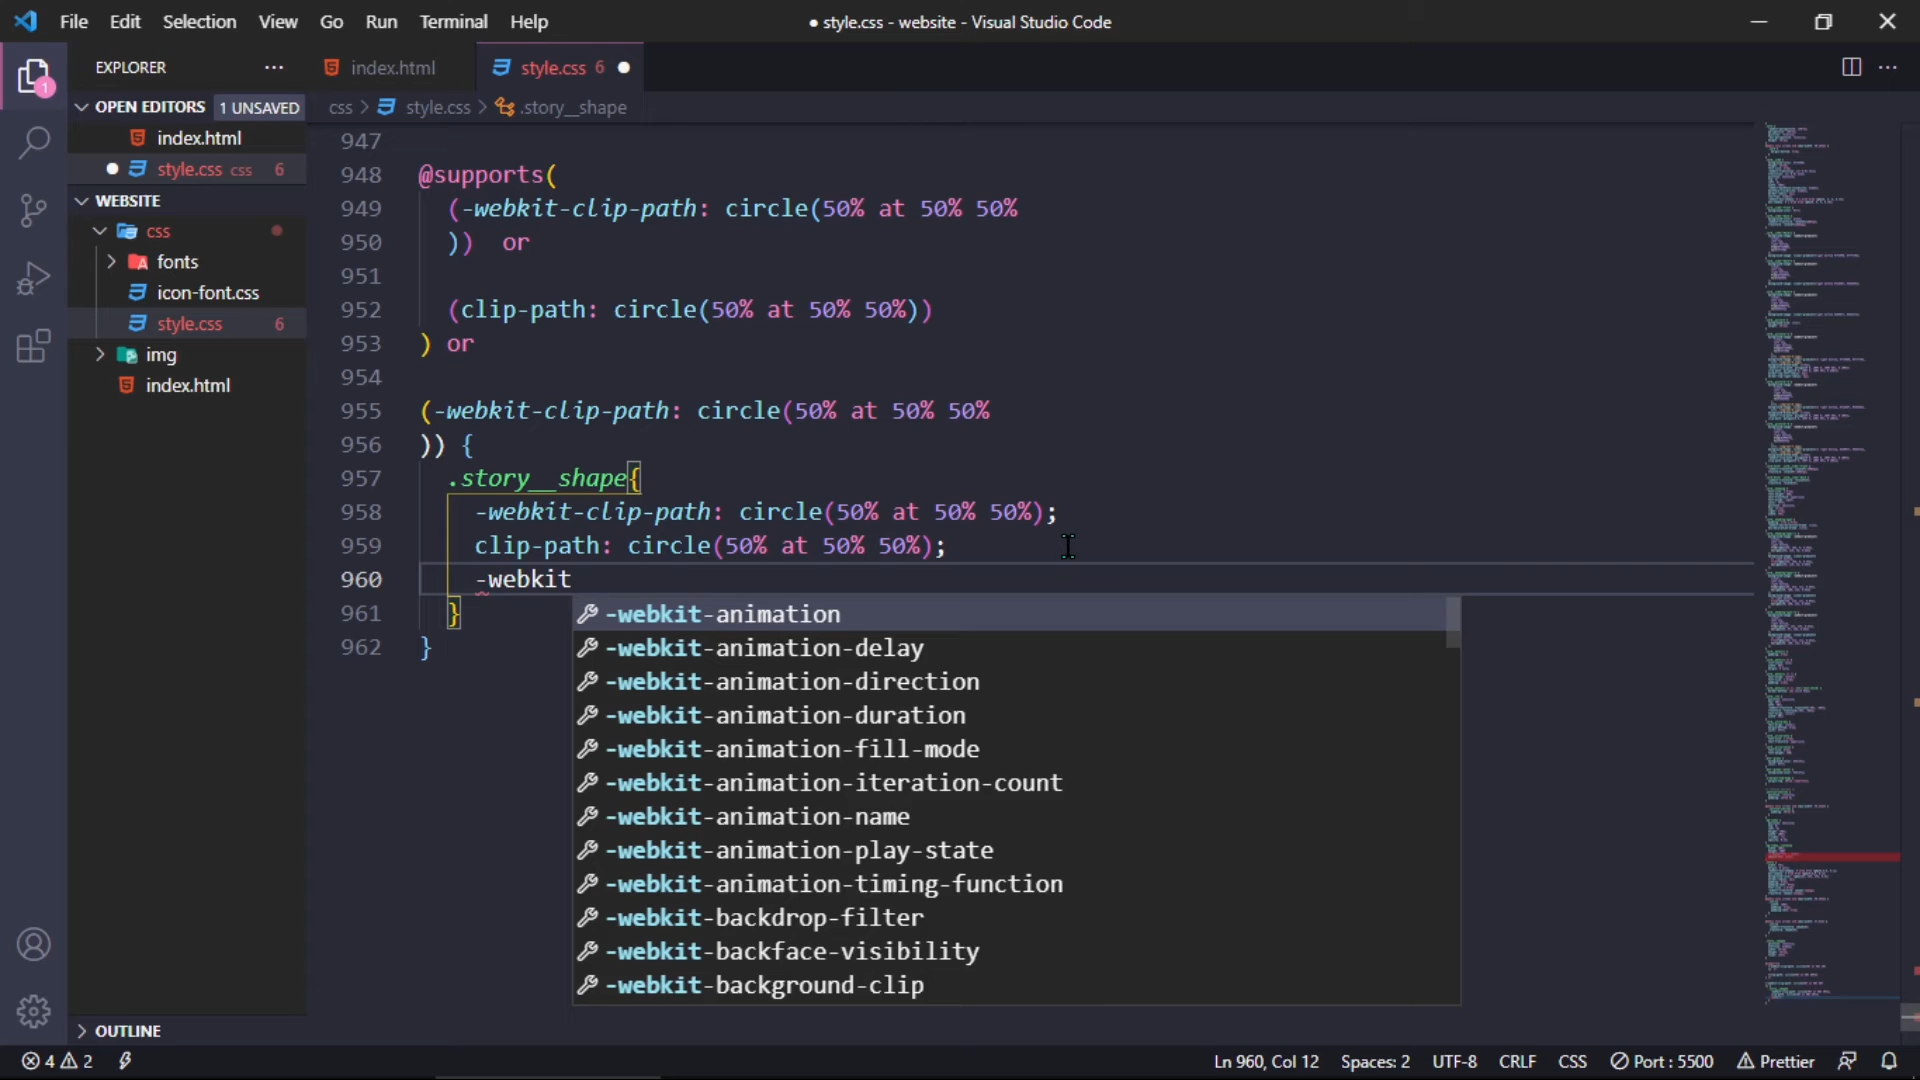 File Edit Selection View Go Run Terminal Help
● style.css - website - Visual Studio Code
EXPLORER ···
index.html
style.css 6 ●
OPEN EDITORS 1 UNSAVED
index.html
● style.css css 6
WEBSITE
css
fonts
icon-font.css
style.css 6
img
index.html
OUTLINE
1
css > style.css > .story__shape
947
948 @supports(
949 (-webkit-clip-path: circle(50% at 50% 50%
950 )) or
951
952 (clip-path: circle(50% at 50% 50%))
953 ) or
954
955 (-webkit-clip-path: circle(50% at 50% 50%
956 )) {
957 .story__shape{
958 -webkit-clip-path: circle(50% at 50% 50%);
959 clip-path: circle(50% at 50% 50%);
960 -webkit
961 }
962 }
-webkit-animation
-webkit-animation-delay
-webkit-animation-direction
-webkit-animation-duration
-webkit-animation-fill-mode
-webkit-animation-iteration-count
-webkit-animation-name
-webkit-animation-play-state
-webkit-animation-timing-function
-webkit-backdrop-filter
-webkit-backface-visibility
-webkit-background-clip
4 2
Ln 960, Col 12 Spaces: 2 UTF-8 CRLF CSS Port : 5500 Prettier